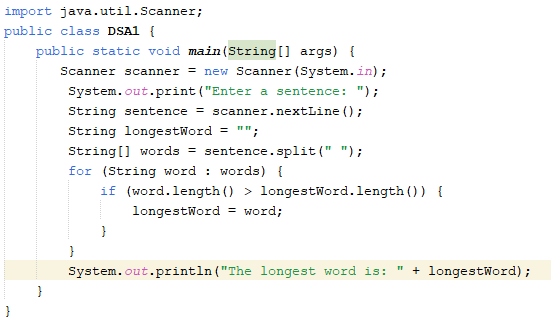 import java.util.Scanner;
public class DSA1 {
    public static void main(String[] args) {
       Scanner scanner = new Scanner(System.in);
        System.out.print("Enter a sentence: ");
        String sentence = scanner.nextLine();
        String longestWord = "";
        String[] words = sentence.split(" ");
        for (String word : words) {
            if (word.length() > longestWord.length()) {
                longestWord = word;
            }
        }
        System.out.println("The longest word is: " + longestWord);
    }
}